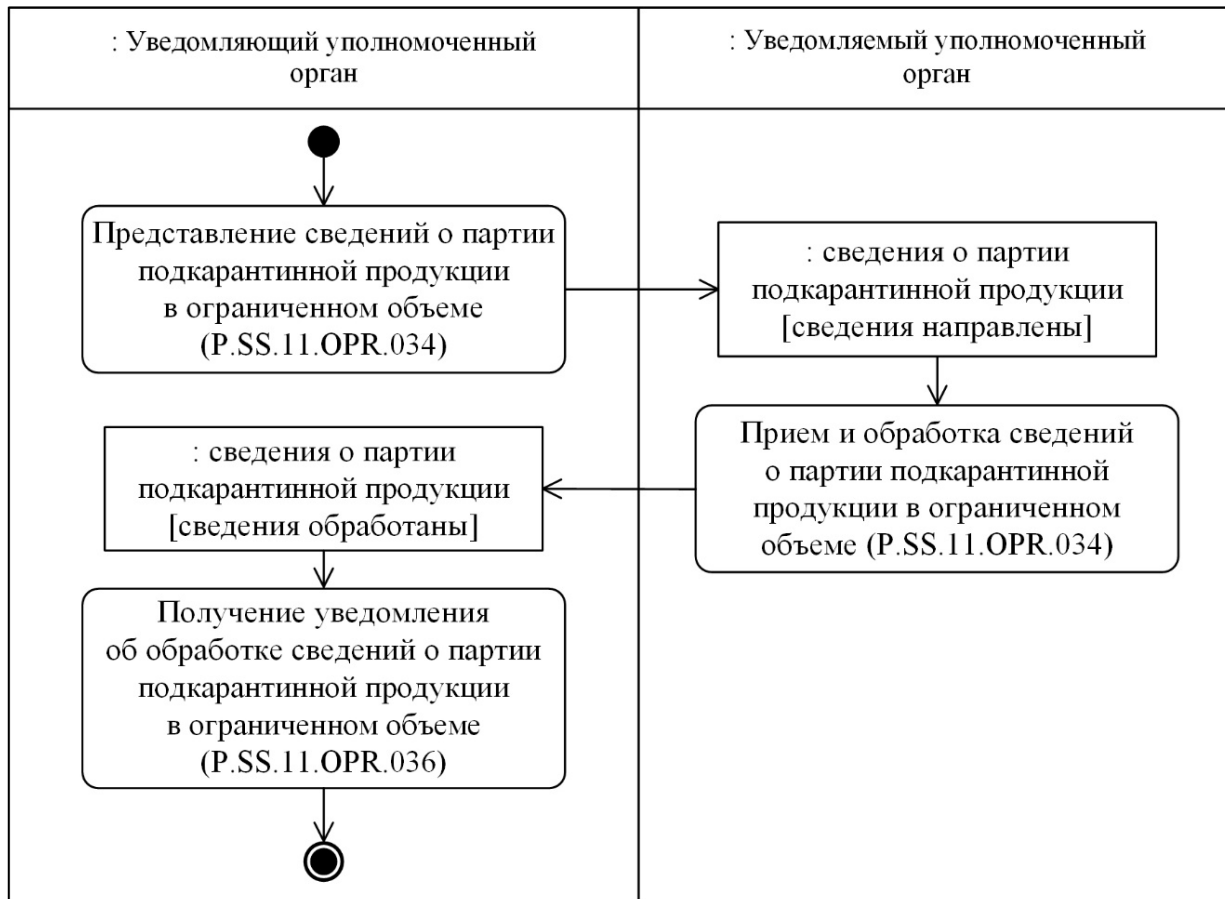 : Уведомляющий уполномоченный
орган
: Уведомляемый уполномоченный
орган
Представление сведений о партии
подкарантинной продукции
в ограниченном объеме
(P.SS.11.OPR.034)
: сведения о партии
подкарантинной продукции
[сведения направлены]
Прием и обработка сведений
о партии подкарантинной
продукции в ограниченном
объеме (P.SS.11.OPR.034)
: сведения о партии
подкарантинной продукции
[сведения обработаны]
Получение уведомления
об обработке сведений о партии
подкарантинной продукции
в ограниченном объеме
(P.SS.11.OPR.036)